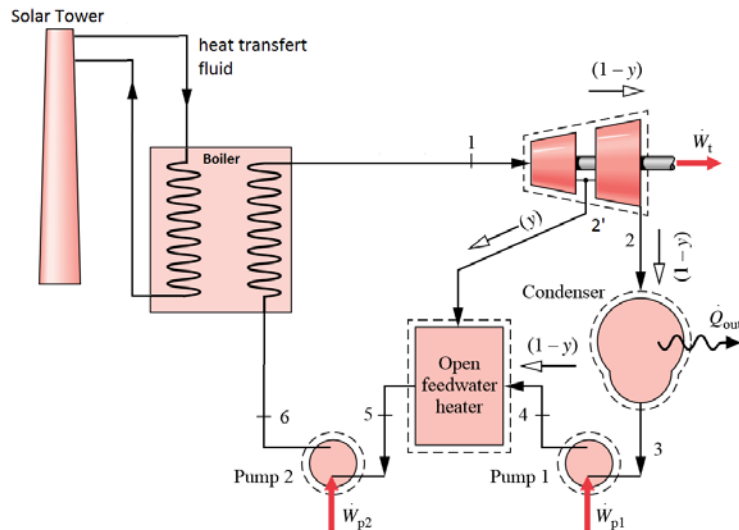 Solar Tower
heat transfert
fluid
Boiler
1
(1 – y)
Ẇt
(y)
2'
2
(1 – y)
Condenser
Q̇out
(1 – y)
Open
feedwater
heater
6
5
4
3
Pump 2
Pump 1
Ẇp2
Ẇp1